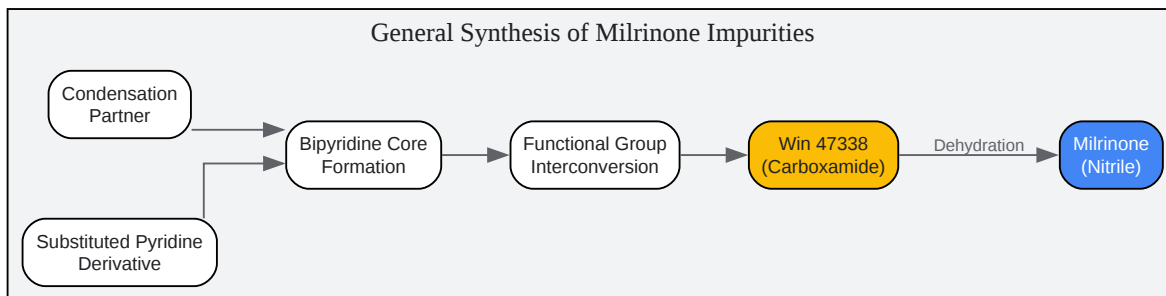 General Synthesis of Milrinone Impurities
Condensation
Partner
Bipyridine Core
Formation
Functional Group
Interconversion
Win 47338
(Carboxamide)
Dehydration
Milrinone
(Nitrile)
Substituted Pyridine
Derivative